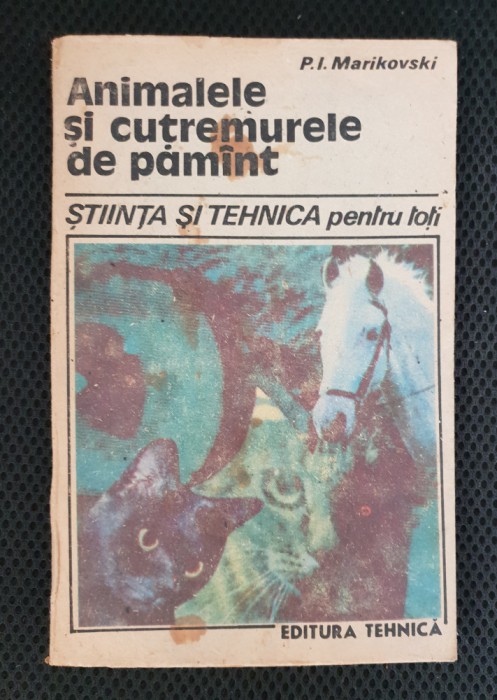 P.I. Marikovski
Animalele
și cutremurele
de pămînt
ȘTIINȚA ȘI TEHNICA pentru toți
EDITURA TEHNICĂ